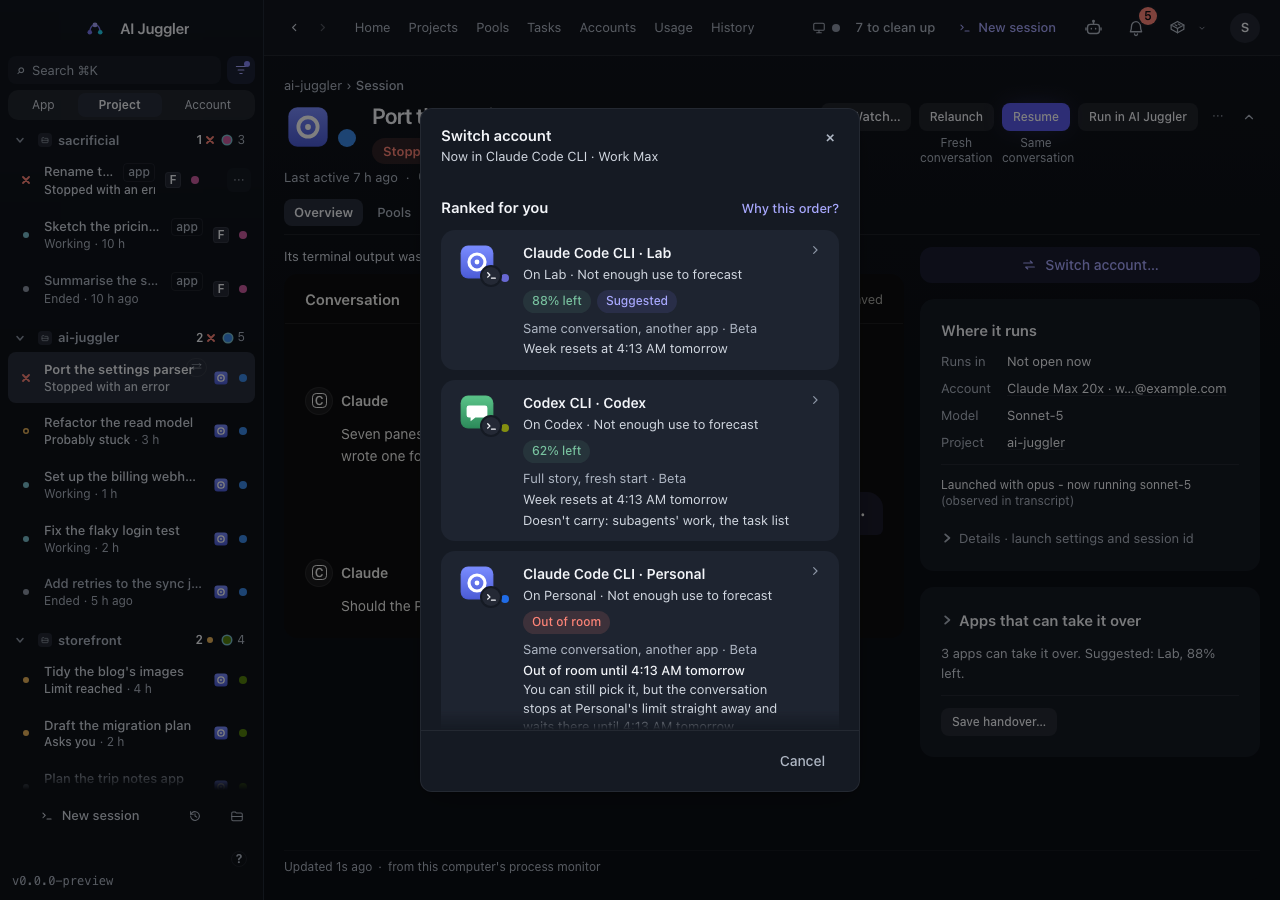 AI Juggler
Search ⌘K
App Project Account
sacrificial 1 3
Rename t... app F
Stopped with an err
Sketch the pricin... app F
Working · 10 h
Summarise the s... app F
Ended · 10 h ago
ai-juggler 2 5
Port the settings parser
Stopped with an error
Refactor the read model
Probably stuck · 3 h
Set up the billing webh...
Working · 1 h
Fix the flaky login test
Working · 2 h
Add retries to the sync j...
Ended · 5 h ago
storefront 2 4
Tidy the blog's images
Limit reached · 4 h
Draft the migration plan
Asks you · 2 h
Plan the trip notes app
New session
?
v0.0.0-preview
Home Projects Pools Tasks Accounts Usage History
7 to clean up
New session
5
S
ai-juggler › Session
Port t
Stopp
atch...
Relaunch
Resume
Run in AI Juggler
...
Fresh conversation
Same conversation
Last active 7 h ago ·
Overview Pools
Its terminal output was
Conversation
ved
Claude
Seven panes
wrote one fo
Claude
Should the P
Updated 1s ago · from this computer's process monitor
Switch account
Now in Claude Code CLI · Work Max
×
Ranked for you
Why this order?
Claude Code CLI · Lab
On Lab · Not enough use to forecast
88% left Suggested
Same conversation, another app · Beta
Week resets at 4:13 AM tomorrow
Codex CLI · Codex
On Codex · Not enough use to forecast
62% left
Full story, fresh start · Beta
Week resets at 4:13 AM tomorrow
Doesn't carry: subagents' work, the task list
Claude Code CLI · Personal
On Personal · Not enough use to forecast
Out of room
Same conversation, another app · Beta
Out of room until 4:13 AM tomorrow
You can still pick it, but the conversation
stops at Personal's limit straight away and
waits there until 4:13 AM tomorrow
Cancel
Switch account...
Where it runs
Runs in Not open now
Account Claude Max 20x · w...@example.com
Model Sonnet-5
Project ai-juggler
Launched with opus - now running sonnet-5
(observed in transcript)
Details · launch settings and session id
Apps that can take it over
3 apps can take it over. Suggested: Lab, 88%
left.
Save handover...